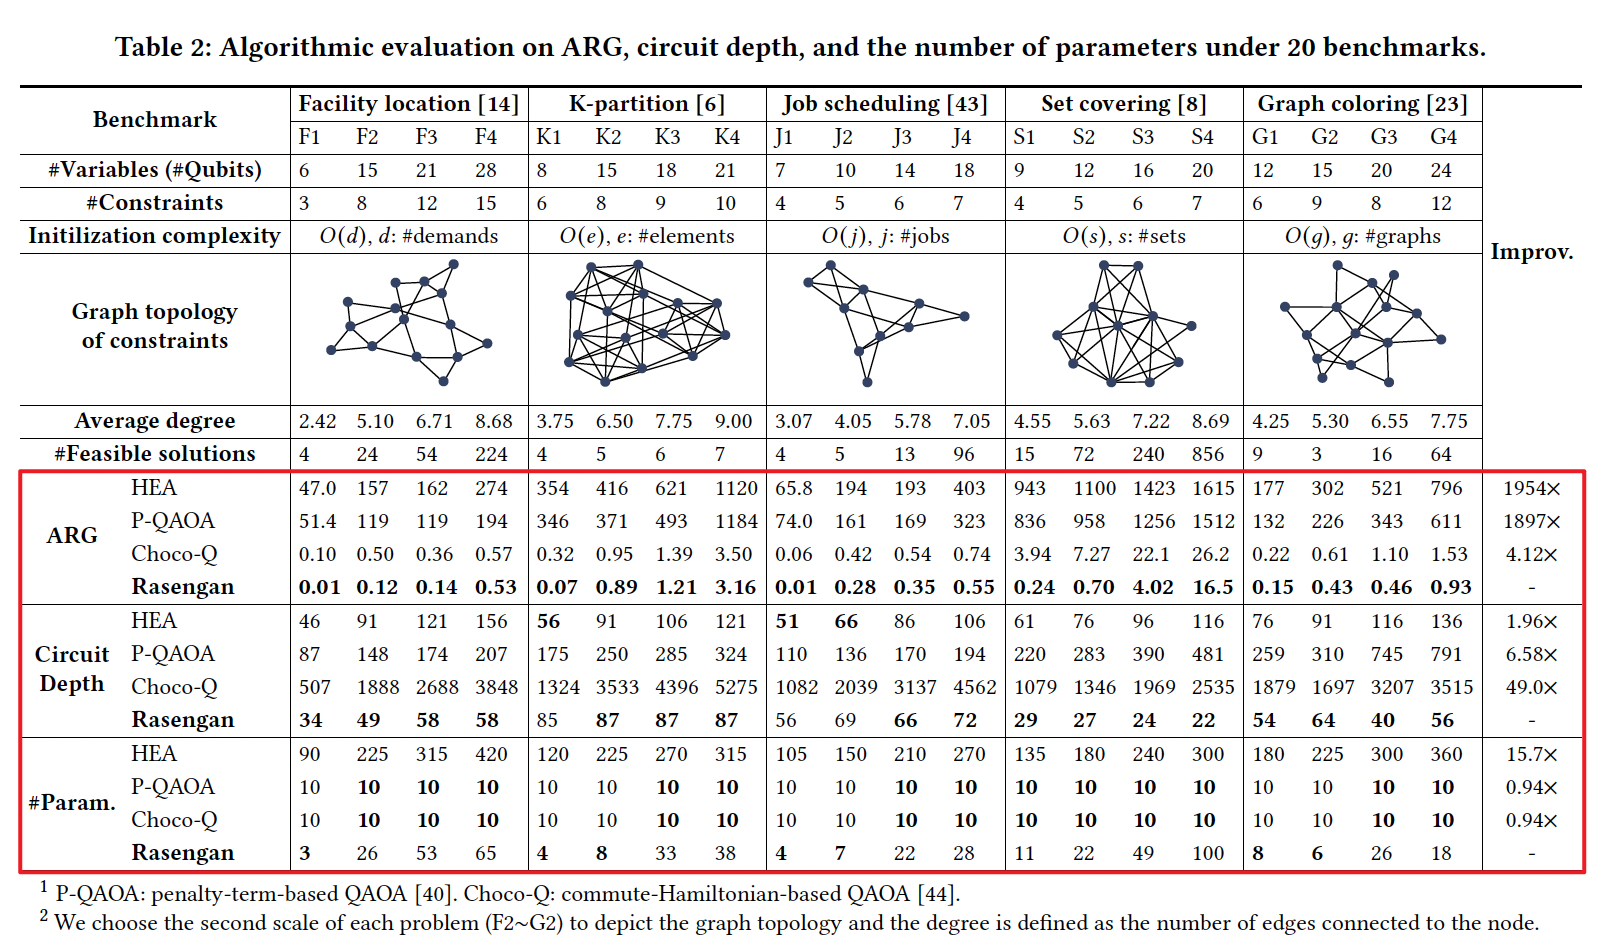 Table 2: Algorithmic evaluation on ARG, circuit depth, and the number of parameters under 20 benchmarks.
Benchmark Facility location [14] K-partition [6] Job scheduling [43] Set covering [8] Graph coloring [23] Improv.
F1 F2 F3 F4 K1 K2 K3 K4 J1 J2 J3 J4 S1 S2 S3 S4 G1 G2 G3 G4
#Variables (#Qubits) 6 15 21 28 8 15 18 21 7 10 14 18 9 12 16 20 12 15 20 24
#Constraints 3 8 12 15 6 8 9 10 4 5 6 7 4 5 6 7 6 9 8 12
Initilization complexity O(d), d: #demands O(e), e: #elements O(j), j: #jobs O(s), s: #sets O(g), g: #graphs
Graph topology
of constraints
Average degree 2.42 5.10 6.71 8.68 3.75 6.50 7.75 9.00 3.07 4.05 5.78 7.05 4.55 5.63 7.22 8.69 4.25 5.30 6.55 7.75
#Feasible solutions 4 24 54 224 4 5 6 7 4 5 13 96 15 72 240 856 9 3 16 64
ARG
HEA 47.0 157 162 274 354 416 621 1120 65.8 194 193 403 943 1100 1423 1615 177 302 521 796 1954×
P-QAOA 51.4 119 119 194 346 371 493 1184 74.0 161 169 323 836 958 1256 1512 132 226 343 611 1897×
Choco-Q 0.10 0.50 0.36 0.57 0.32 0.95 1.39 3.50 0.06 0.42 0.54 0.74 3.94 7.27 22.1 26.2 0.22 0.61 1.10 1.53 4.12×
Rasengan 0.01 0.12 0.14 0.53 0.07 0.89 1.21 3.16 0.01 0.28 0.35 0.55 0.24 0.70 4.02 16.5 0.15 0.43 0.46 0.93 -
Circuit
Depth
HEA 46 91 121 156 56 91 106 121 51 66 86 106 61 76 96 116 76 91 116 136 1.96×
P-QAOA 87 148 174 207 175 250 285 324 110 136 170 194 220 283 390 481 259 310 745 791 6.58×
Choco-Q 507 1888 2688 3848 1324 3533 4396 5275 1082 2039 3137 4562 1079 1346 1969 2535 1879 1697 3207 3515 49.0×
Rasengan 34 49 58 58 85 87 87 87 56 69 66 72 29 27 24 22 54 64 40 56 -
#Param.
HEA 90 225 315 420 120 225 270 315 105 150 210 270 135 180 240 300 180 225 300 360 15.7×
P-QAOA 10 10 10 10 10 10 10 10 10 10 10 10 10 10 10 10 10 10 10 10 0.94×
Choco-Q 10 10 10 10 10 10 10 10 10 10 10 10 10 10 10 10 10 10 10 10 0.94×
Rasengan 3 26 53 65 4 8 33 38 4 7 22 28 11 22 49 100 8 6 26 18 -
1 P-QAOA: penalty-term-based QAOA [40]. Choco-Q: commute-Hamiltonian-based QAOA [44].
2 We choose the second scale of each problem (F2~G2) to depict the graph topology and the degree is defined as the number of edges connected to the node.